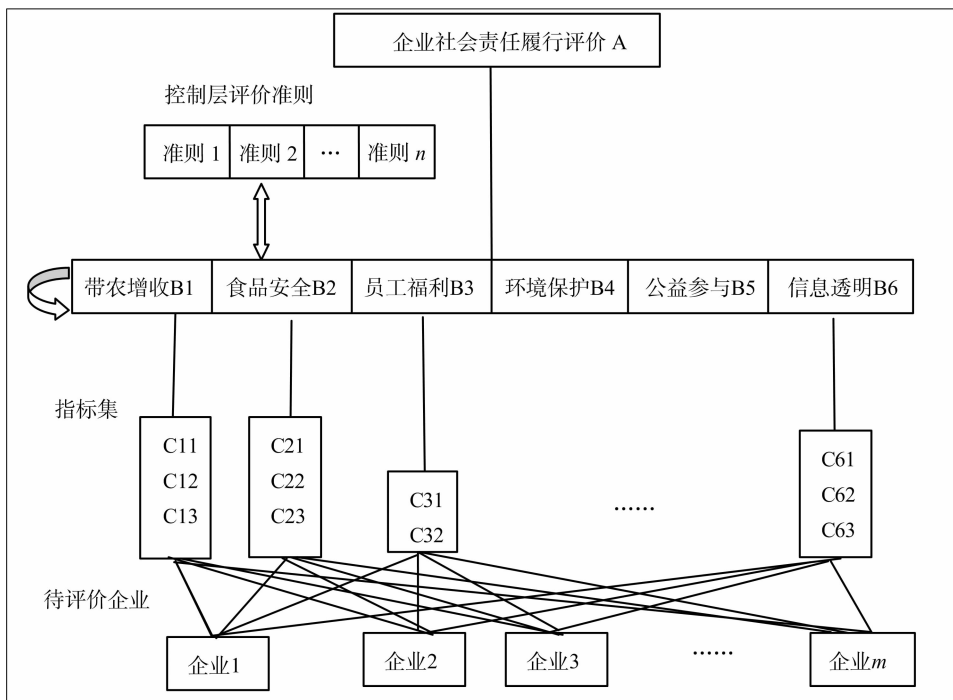 企业社会责任履行评价 A
控制层评价准则
准则 1 准则 2 … 准则 n
带农增收B1 食品安全B2 员工福利B3 环境保护B4 公益参与B5 信息透明B6
指标集
C11
C12
C13
C21
C22
C23
C31
C32
……
C61
C62
C63
待评价企业
企业1 企业2 企业3 …… 企业m